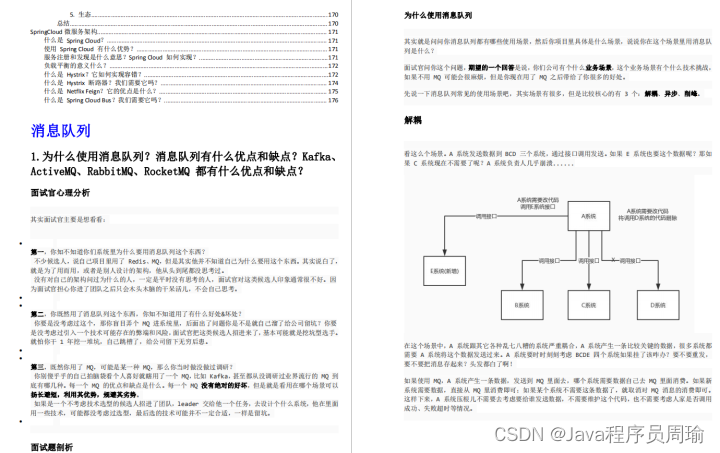 5. 生态 170
总结 170
SpringCloud 微服务架构 171
什么是 Spring Cloud? 171
使用 Spring Cloud 有什么优势? 171
服务注册和发现是什么意思?Spring Cloud 如何实现? 171
负载平衡的意义什么? 172
什么是 Hystrix?它如何实现容错? 172
什么是 Hystrix 断路器?我们需要它吗? 174
什么是 Netflix Feign?它的优点是什么? 175
什么是 Spring Cloud Bus?我们需要它吗? 176
消息队列
1.为什么使用消息队列?消息队列有什么优点和缺点?Kafka、
ActiveMQ、RabbitMQ、RocketMQ 都有什么优点和缺点?
面试官心理分析
其实面试官主要是想看看:
第一,你知不知道你们系统里为什么要用消息队列这个东西?
不少候选人,说自己项目里用了 Redis、MQ,但是其实他并不知道自己为什么要用这个东西。其实说白了,
就是为了用而用,或者是别人设计的架构,他从头到尾都没思考过。
没有对自己的架构问过为什么的人,一定是平时没有思考的人,面试官对这类候选人印象通常很不好。因
为面试官担心你进了团队之后只会木头木脑的干呆活儿,不会自己思考。
第二,你既然用了消息队列这个东西,你知不知道用了有什么好处&坏处?
你要是没考虑过这个,那你盲目弄个 MQ 进系统里,后面出了问题你是不是就自己溜了给公司留坑?你要
是没考虑过引入一个技术可能存在的弊端和风险,面试官把这类候选人招进来了,基本可能就是挖坑型选手。
就怕你干 1 年挖一堆坑,自己跳槽了,给公司留下无穷后患。
第三,既然你用了 MQ,可能是某一种 MQ,那么你当时做没做过调研?
你别傻乎乎的自己拍脑袋看个人喜好就瞎用了一个 MQ,比如 Kafka,甚至都从没调研过业界流行的 MQ 到
底有哪几种。每一个 MQ 的优点和缺点是什么。每一个 MQ 没有绝对的好坏,但是就是看用在哪个场景可以
扬长避短,利用其优势,规避其劣势。
如果是一个不考虑技术选型的候选人招进了团队,leader 交给他一个任务,去设计个什么系统,他在里面
用一些技术,可能都没考虑过选型,最后选的技术可能并不一定合适,一样是留坑。
面试题剖析
为什么使用消息队列
其实就是问问你消息队列都有哪些使用场景,然后你项目里具体是什么场景,说说你在这个场景里用消息队
列是什么?
面试官问你这个问题,期望的一个回答是说,你们公司有个什么业务场景,这个业务场景有个什么技术挑战,
如果不用 MQ 可能会很麻烦,但是你现在用了 MQ 之后带给了你很多的好处。
先说一下消息队列常见的使用场景吧,其实场景有很多,但是比较核心的有 3 个:解耦、异步、削峰。
解耦
看这么个场景。A 系统发送数据到 BCD 三个系统,通过接口调用发送。如果 E 系统也要这个数据呢?那如
果 C 系统现在不需要了呢?A 系统负责人几乎崩溃......
A系统需要改代码
调用E系统接口
A系统
A系统需要改代码
将调用D系统的代码删除
调用接口
E系统(新增)
调用接口
调用接口
X
调用接口
B系统
C系统
D系统
在这个场景中,A 系统跟其它各种乱七八糟的系统严重耦合,A 系统产生一条比较关键的数据,很多系统都
需要 A 系统将这个数据发送过来。A 系统要时时刻刻考虑 BCDE 四个系统如果挂了该咋办?要不要重发,
要不要把消息存起来?头发都白了啊!
如果使用 MQ,A 系统产生一条数据,发送到 MQ 里面去,哪个系统需要数据自己去 MQ 里面消费。如果新
系统需要数据,直接从 MQ 里消费即可;如果某个系统不需要这条数据了,就取消对 MQ 消息的消费即可。
这样下来,A 系统压根儿不需要去考虑要给谁发送数据,不需要维护这个代码,也不需要考虑人家是否调用
成功、失败超时等情况。
CSDN @Java程序员周瑜